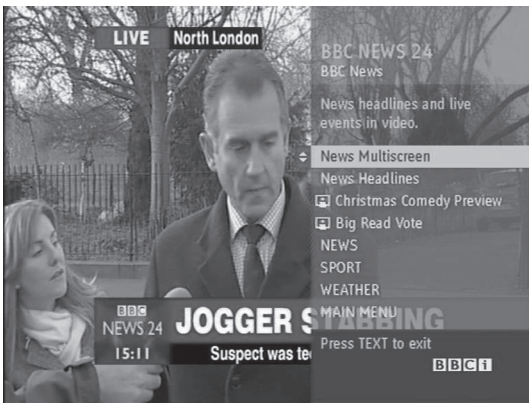 LIVE North London
BBC NEWS 24
BBC News
News headlines and live
events in video.
News Multiscreen
News Headlines
Christmas Comedy Preview
Big Read Vote
NEWS
SPORT
WEATHER
MAIN MENU
Press TEXT to exit
BBCi
BBC
NEWS 24
15:11
JOGGER STABBING
Suspect was